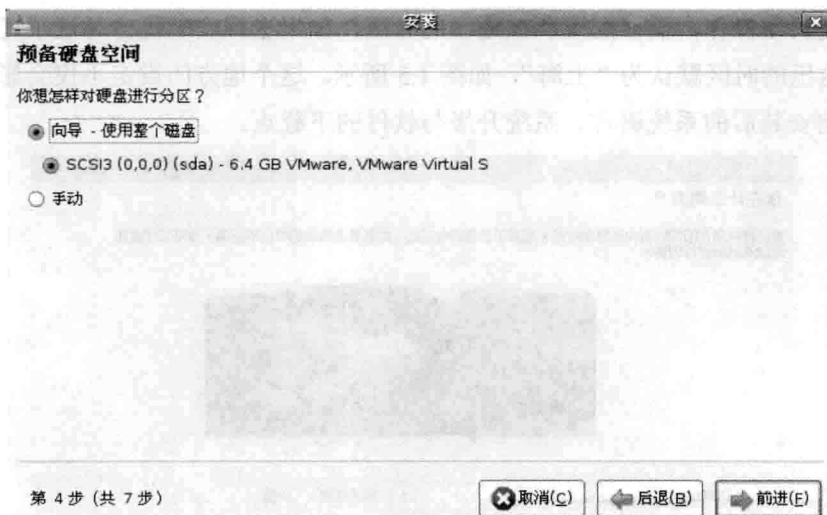 安装
预备硬盘空间
你想怎样对硬盘进行分区？
向导 - 使用整个磁盘
SCSI3 (0,0,0) (sda) - 6.4 GB VMware, VMware Virtual S
手动
第 4 步 (共 7 步)
取消(C)
后退(B)
前进(F)